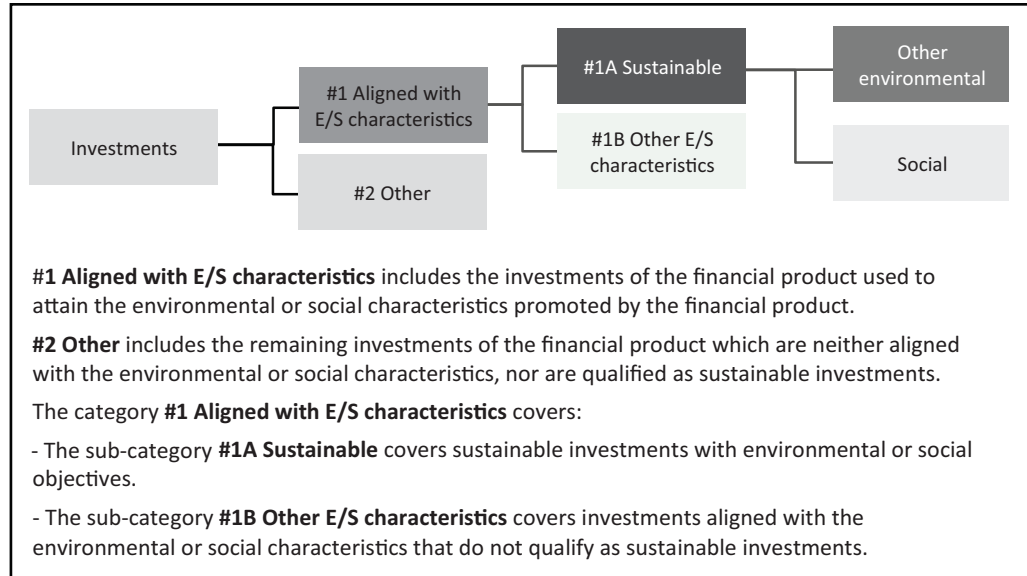 Investments
#1 Aligned with
E/S characteristics
#2 Other
#1A Sustainable
#1B Other E/S
characteristics
Other
environmental
Social
#1 Aligned with E/S characteristics includes the investments of the financial product used to
attain the environmental or social characteristics promoted by the financial product.
#2 Other includes the remaining investments of the financial product which are neither aligned
with the environmental or social characteristics, nor are qualified as sustainable investments.
The category #1 Aligned with E/S characteristics covers:
- The sub-category #1A Sustainable covers sustainable investments with environmental or social
objectives.
- The sub-category #1B Other E/S characteristics covers investments aligned with the
environmental or social characteristics that do not qualify as sustainable investments.